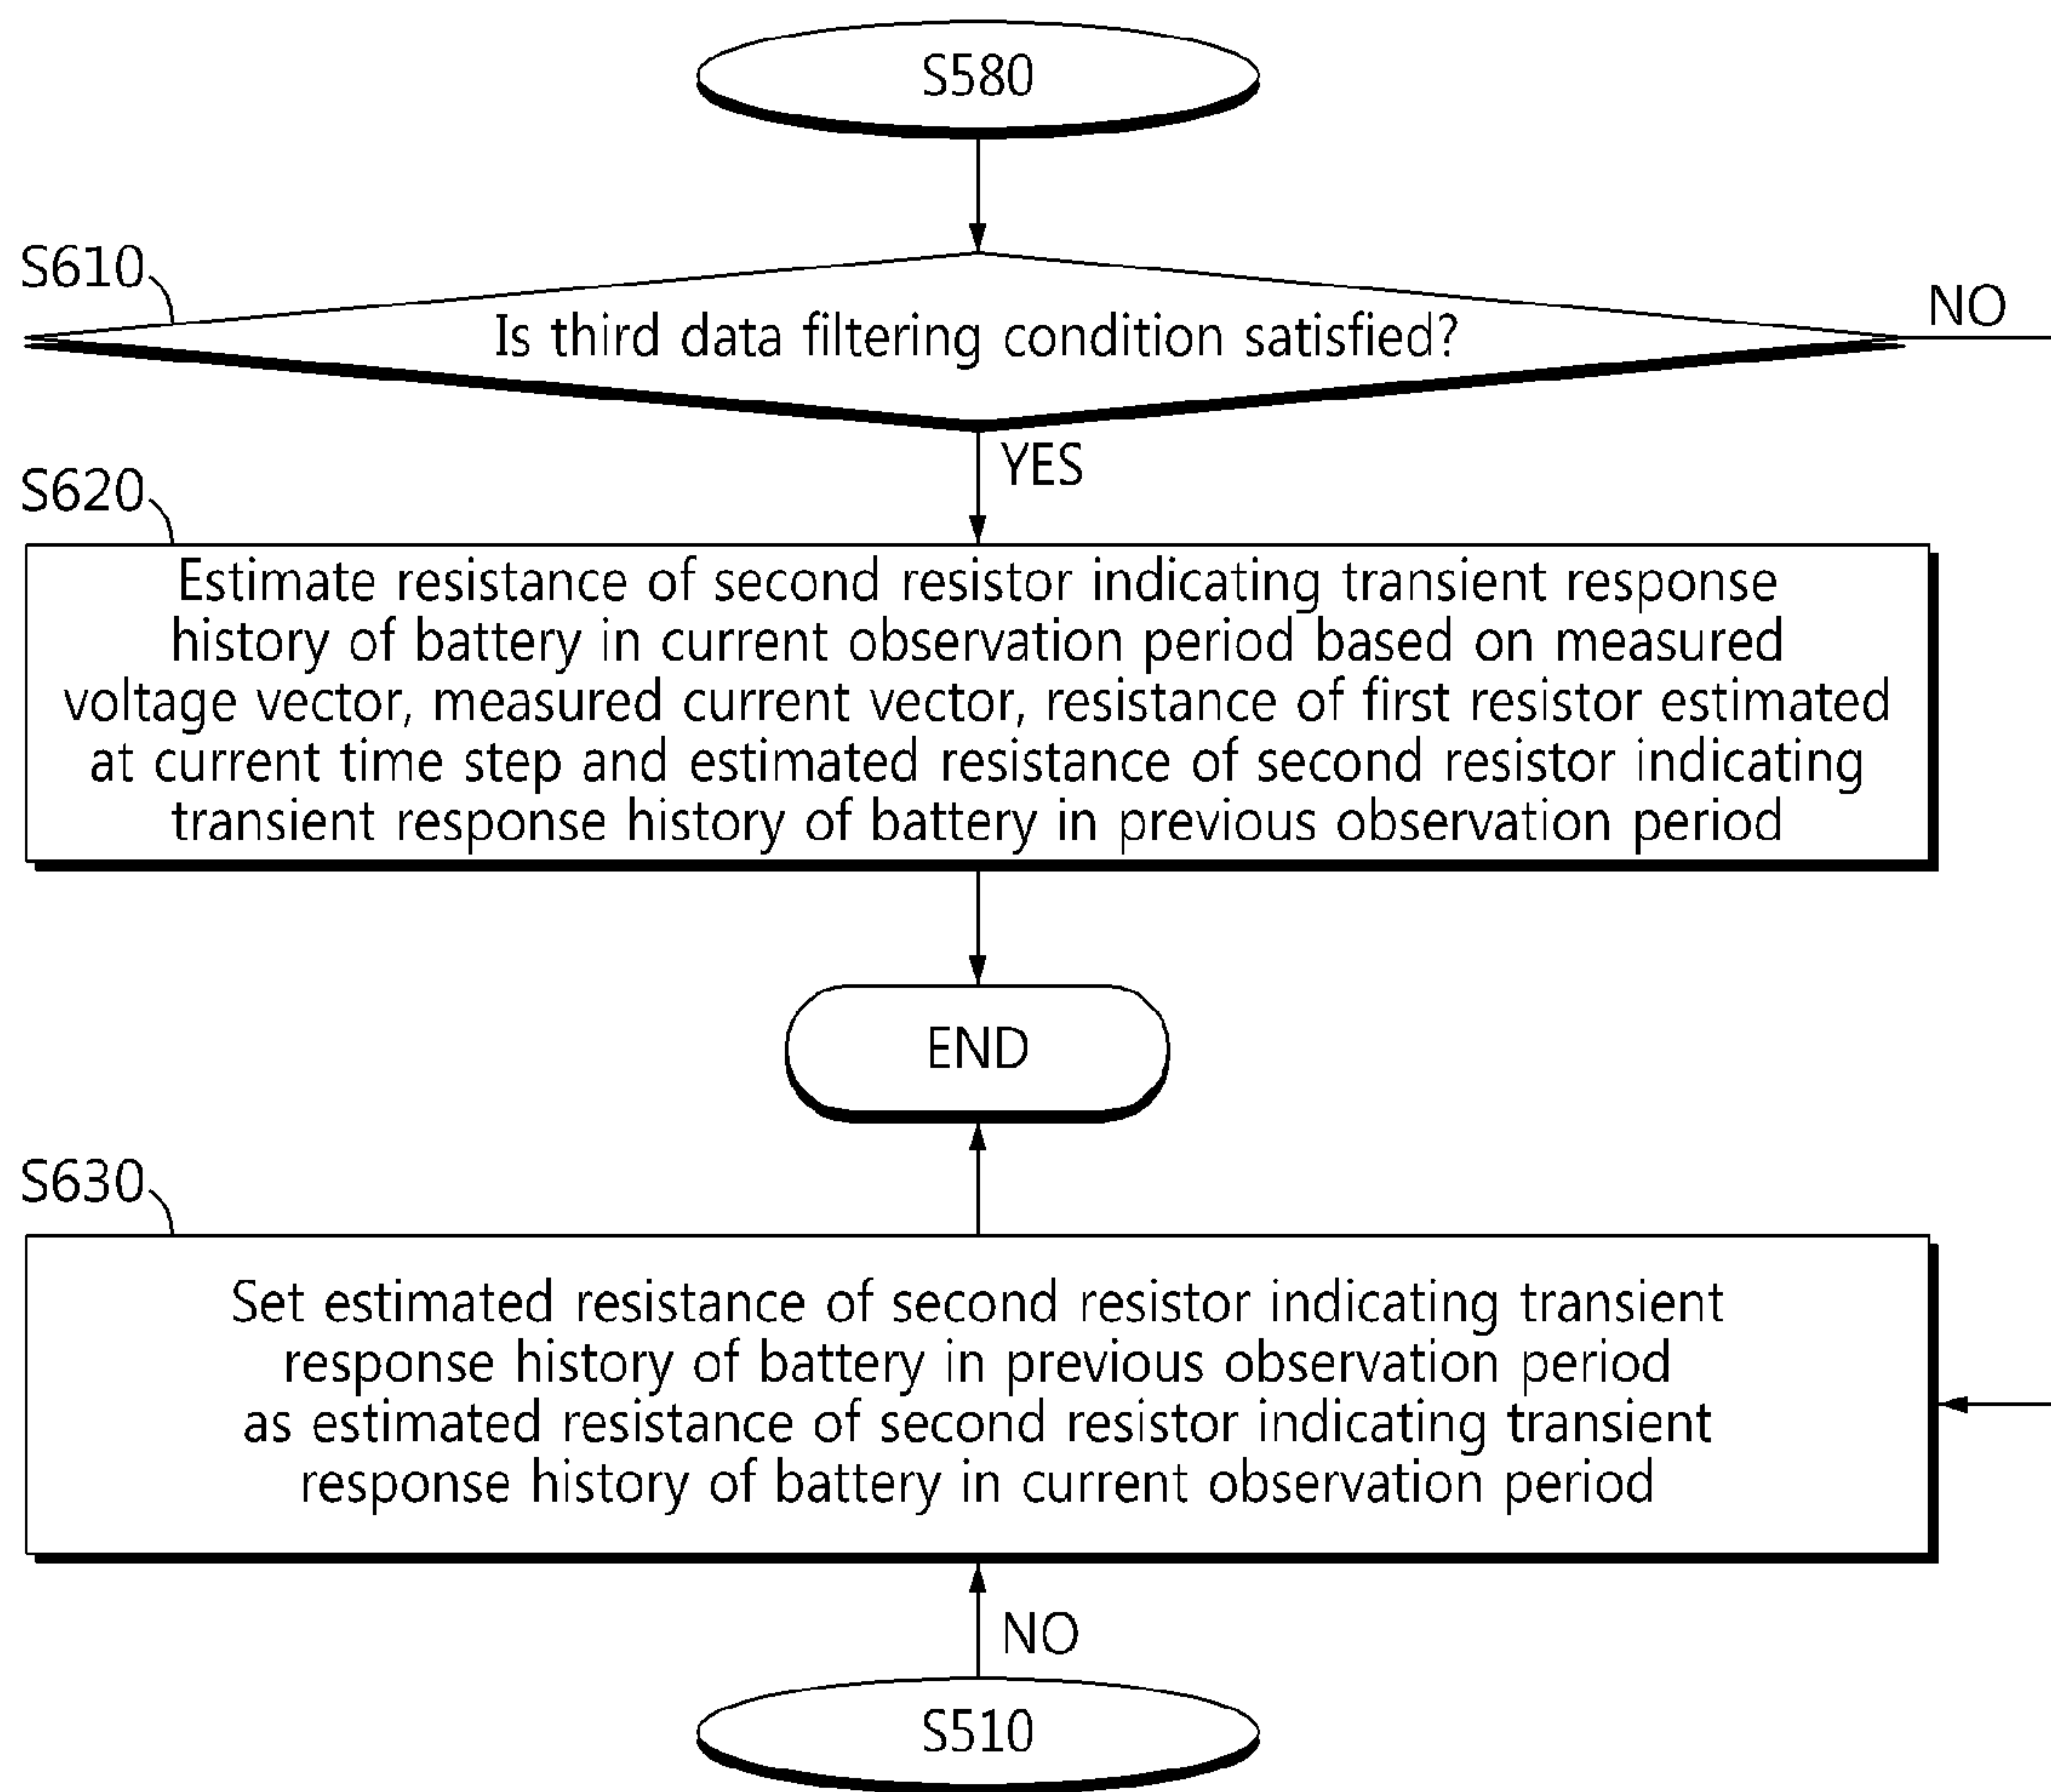 S580
S610
Is third data filtering condition satisfied?
NO
YES
S620
Estimate resistance of second resistor indicating transient response
history of battery in current observation period based on measured
voltage vector, measured current vector, resistance of first resistor estimated
at current time step and estimated resistance of second resistor indicating
transient response history of battery in previous observation period
END
S630
Set estimated resistance of second resistor indicating transient
response history of battery in previous observation period
as estimated resistance of second resistor indicating transient
response history of battery in current observation period
NO
S510